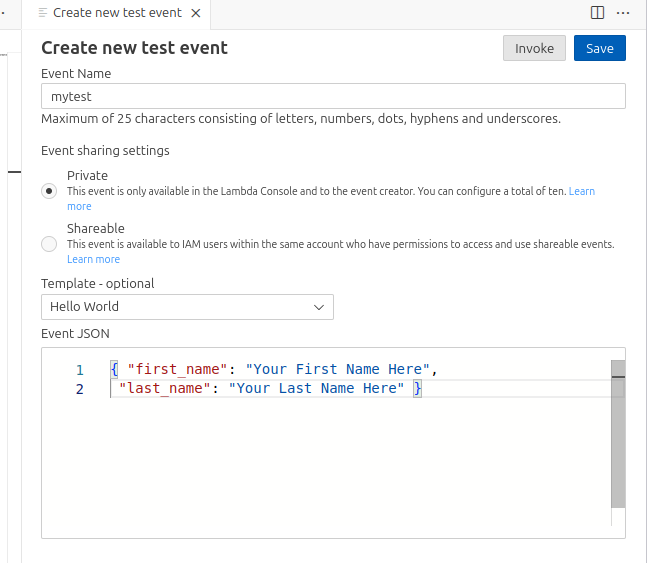 Create new test event
Create new test event
Invoke
Save
Event Name
mytest
Maximum of 25 characters consisting of letters, numbers, dots, hyphens and underscores.
Event sharing settings
Private
This event is only available in the Lambda Console and to the event creator. You can configure a total of ten. Learn
more
Shareable
This event is available to IAM users within the same account who have permissions to access and use shareable events.
Learn more
Template - optional
Hello World
Event JSON
1 { "first_name": "Your First Name Here",
2 "last_name": "Your Last Name Here" }